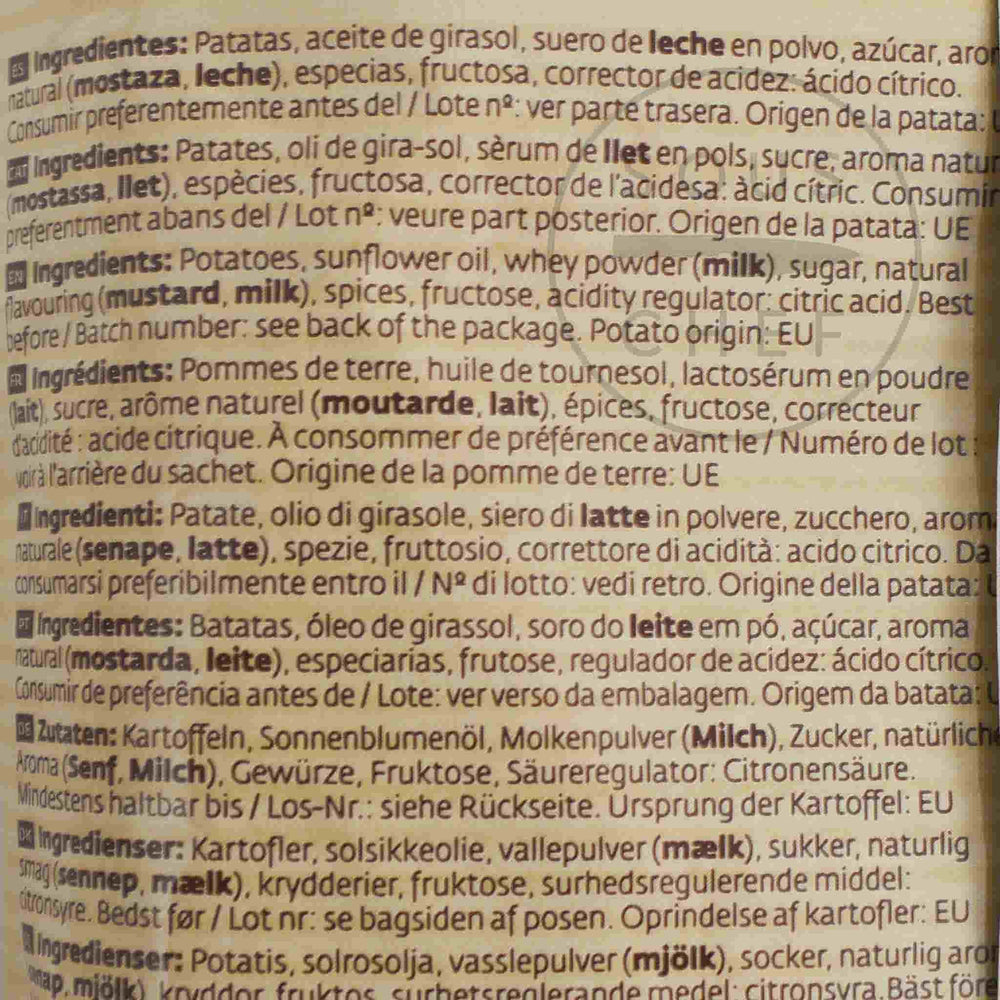 ES Ingredientes: Patatas, aceite de girasol, suero de leche en polvo, azúcar,
natural (mostaza, leche), especias, fructosa, corrector de acidez: ácido cítrico.
Consumir preferentemente antes del / Lote nº: ver parte trasera. Origen de la patata:
CAT Ingredients: Patates, oli de gira-sol, sèrum de llet en pols, sucre, aroma natur
(mostassa, llet), espècies, fructosa, corrector de l'acidesa: àcid cítric. Consumir
preferentment abans del / Lot nº: veure part posterior. Origen de la patata: UE
EN Ingredients: Potatoes, sunflower oil, whey powder (milk), sugar, natural
flavouring (mustard, milk), spices, fructose, acidity regulator: citric acid. Best
before / Batch number: see back of the package. Potato origin: EU
FR Ingrédients: Pommes de terre, huile de tournesol, lactosérum en poudre
(lait), sucre, arôme naturel (moutarde, lait), épices, fructose, correcteur
d'acidité : acide citrique. À consommer de préférence avant le / Numéro de lot :
voir à l'arrière du sachet. Origine de la pomme de terre: UE
Ingredienti: Patate, olio di girasole, siero di latte in polvere, zucchero, arom
naturale (senape, latte), spezie, fruttosio, correttore di acidità: acido citrico. Da
consumarsi preferibilmente entro il / Nº di lotto: vedi retro. Origine della patata:
PT Ingredientes: Batatas, óleo de girassol, soro do leite em pó, açúcar, aroma
natural (mostarda, leite), especiarias, frutose, regulador de acidez: ácido cítrico.
Consumir de preferência antes de / Lote: ver verso da embalagem. Origem da batata:
DE Zutaten: Kartoffeln, Sonnenblumenöl, Molkenpulver (Milch), Zucker, natürliche
Aroma (Senf, Milch), Gewürze, Fruktose, Säureregulator: Citronensäure.
Mindestens haltbar bis / Los-Nr.: siehe Rückseite. Ursprung der Kartoffel: EU
DK Ingredienser: Kartofler, solsikkeolie, vallepulver (mælk), sukker, naturlig
smag (sennep, mælk), krydderier, fruktose, surhedsregulerende middel:
citronsyre. Bedst før / Lot nr: se bagsiden af posen. Oprindelse af kartofler: EU
Ingredienser: Potatis, solrosolja, vasslepulver (mjölk), socker, naturlig aro
mjölk), kryddor, fruktos, surhetsreglerande medel: citronsyra. Bäst före
SOUS
CHEF